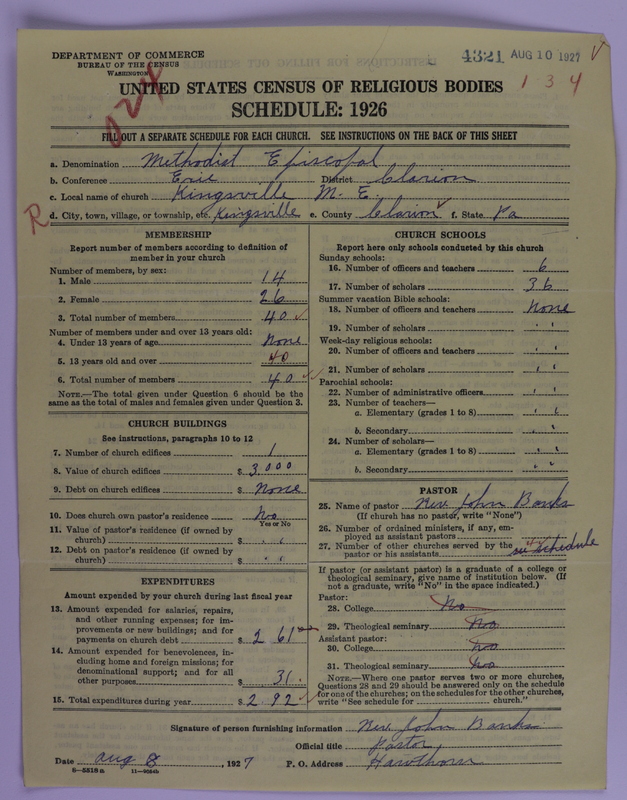 DEPARTMENT OF COMMERCE
BUREAU OF THE CENSUS
WASHINGTON
4321 AUG 10 1927 V
1 3 4
024
UNITED STATES CENSUS OF RELIGIOUS BODIES
SCHEDULE: 1926
FILL OUT A SEPARATE SCHEDULE FOR EACH CHURCH. SEE INSTRUCTIONS ON THE BACK OF THIS SHEET
a. Denomination Methodist Episcopal
b. Conference Erie District Clarion
c. Local name of church Kingsville M. E.
R
d. City, town, village, or township, etc. Kingsville e. County Clarion f. State Pa
MEMBERSHIP
Report number of members according to definition of
member in your church
Number of members, by sex:
1. Male 14
2. Female 26
3. Total number of members 40
Number of members under and over 13 years old:
4. Under 13 years of age None
5. 13 years old and over 40
6. Total number of members 40
NOTE.—The total given under Question 6 should be the
same as the total of males and females given under Question 3.
CHURCH BUILDINGS
See instructions, paragraphs 10 to 12
7. Number of church edifices 1
8. Value of church edifices $ 3,000
9. Debt on church edifices $ None
10. Does church own pastor's residence No
Yes or No
11. Value of pastor's residence (if owned by
church) $ " "
12. Debt on pastor's residence (if owned by
church) $ " "
EXPENDITURES
Amount expended by your church during last fiscal year
13. Amount expended for salaries, repairs,
and other running expenses; for im-
provements or new buildings; and for
payments on church debt $ 261
14. Amount expended for benevolences, in-
cluding home and foreign missions; for
denominational support; and for all
other purposes $ 31.
15. Total expenditures during year $ 292
CHURCH SCHOOLS
Report here only schools conducted by this church
Sunday schools:
16. Number of officers and teachers 6
17. Number of scholars 36
Summer vacation Bible schools:
18. Number of officers and teachers None
19. Number of scholars " "
Week-day religious schools:
20. Number of officers and teachers " "
21. Number of scholars " "
Parochial schools:
22. Number of administrative officers " "
23. Number of teachers—
a. Elementary (grades 1 to 8) " "
b. Secondary " "
24. Number of scholars—
a. Elementary (grades 1 to 8) " "
b. Secondary " "
PASTOR
25. Name of pastor Rev. John Banks
(If church has no pastor, write "None")
26. Number of ordained ministers, if any, em-
ployed as assistant pastors
27. Number of other churches served by the
pastor or his assistants see schedule
If pastor (or assistant pastor) is a graduate of a college or
theological seminary, give name of institution below. (If
not a graduate, write "No" in the space indicated.)
Pastor:
28. College No
29. Theological seminary No
Assistant pastor:
30. College No
31. Theological seminary No
NOTE.—Where one pastor serves two or more churches,
Questions 28 and 29 should be answered only on the schedule
for one of the churches; on the schedules for the other churches,
write "See schedule for church."
Signature of person furnishing information Rev. John Banks
Official title Pastor
Date Aug 8, 1927 P. O. Address Hawthorn
8—5818 a 11—9064b